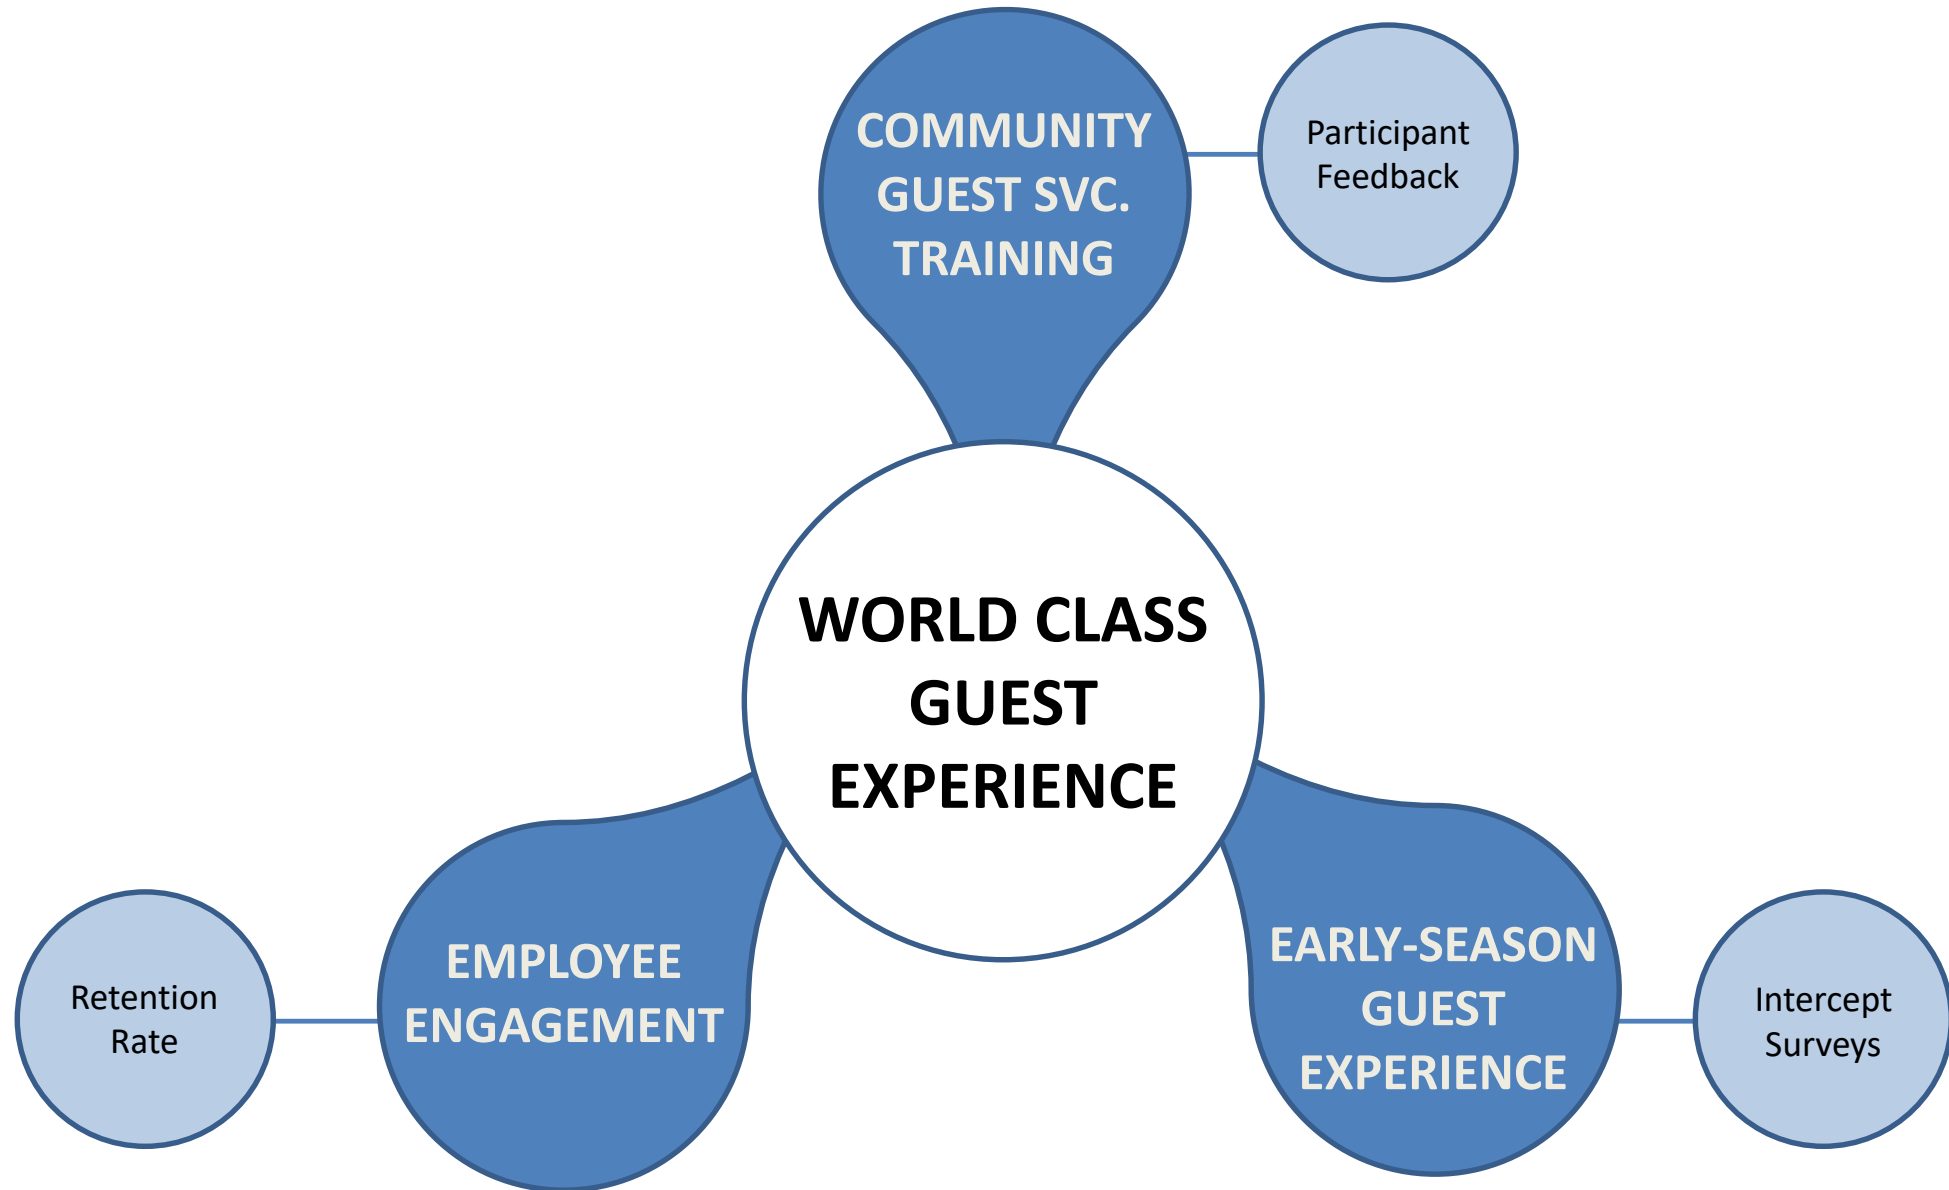 COMMUNITY
GUEST SVC.
TRAINING
Participant
Feedback
WORLD CLASS
GUEST
EXPERIENCE
EMPLOYEE
ENGAGEMENT
Retention
Rate
EARLY-SEASON
GUEST
EXPERIENCE
Intercept
Surveys